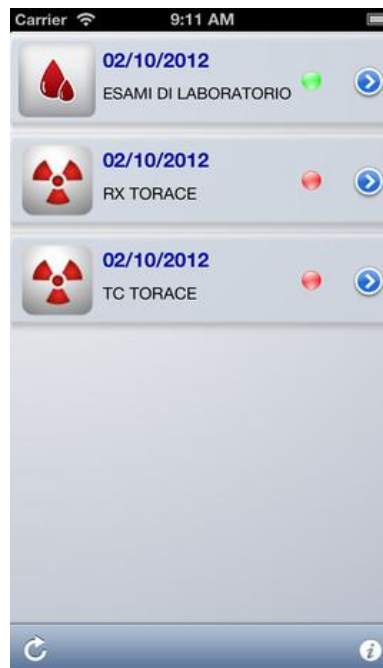 Carrier 9:11 AM
02/10/2012
ESAMI DI LABORATORIO
02/10/2012
RX TORACE
02/10/2012
TC TORACE
i